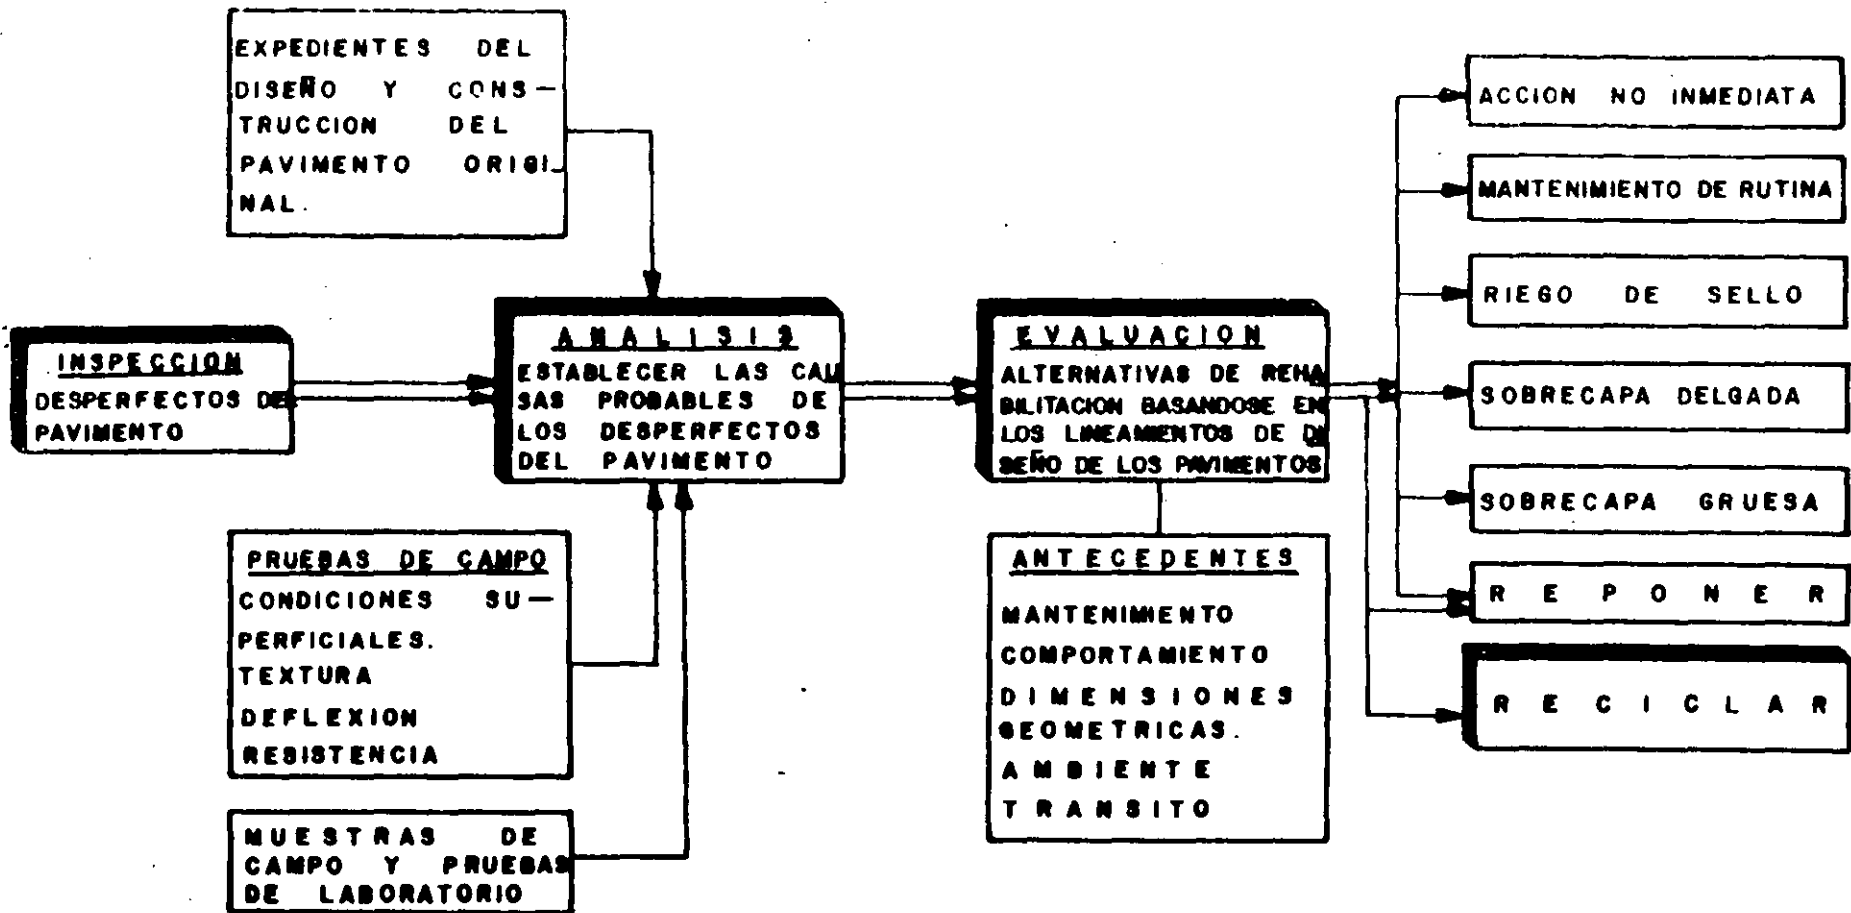 EXPEDIENTES DEL
DISEÑO Y CONS-
TRUCCION DEL
PAVIMENTO ORIGI-
NAL.
INSPECCION
DESPERFECTOS DEL
PAVIMENTO
ANALISIS
ESTABLECER LAS CAU
SAS PROBABLES DE
LOS DESPERFECTOS
DEL PAVIMENTO
PRUEBAS DE CAMPO
CONDICIONES SU-
PERFICIALES.
TEXTURA
DEFLEXION
RESISTENCIA
MUESTRAS DE
CAMPO Y PRUEBAS
DE LABORATORIO
EVALUACION
ALTERNATIVAS DE REHA
BILITACION BASANDOSE EN
LOS LINEAMIENTOS DE DI
SEÑO DE LOS PAVIMENTOS
ANTECEDENTES
MANTENIMIENTO
COMPORTAMIENTO
DIMENSIONES
GEOMETRICAS.
AMBIENTE
TRANSITO
ACCION NO INMEDIATA
MANTENIMIENTO DE RUTINA
RIEGO DE SELLO
SOBRECAPA DELGADA
SOBRECAPA GRUESA
REPONER
RECICLAR